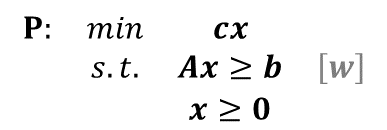 P: min cx
s.t. Ax ≥ b [w]
x ≥ 0